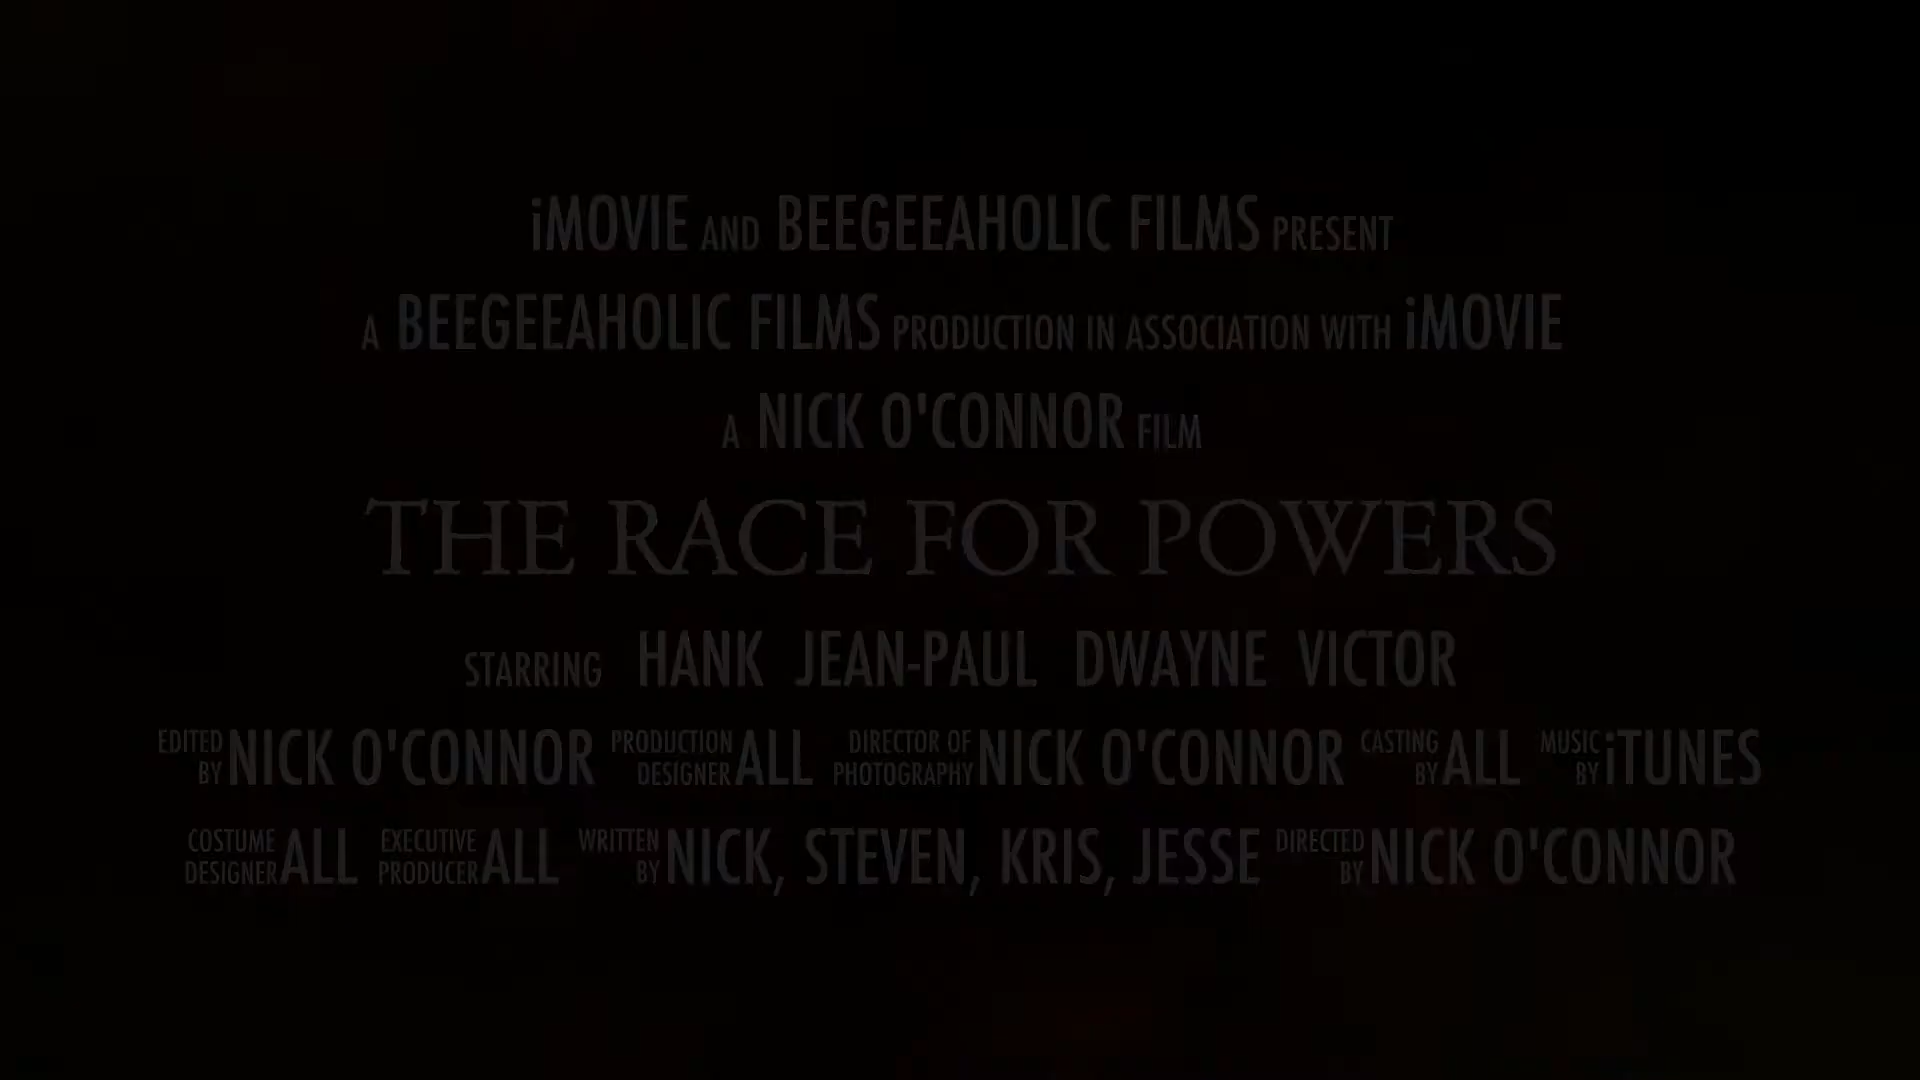 iMOVIE AND BEEGEEAHOLIC FILMS PRESENT
A BEEGEEAHOLIC FILMS PRODUCTION IN ASSOCIATION WITH iMOVIE
A NICK O'CONNOR FILM
THE RACE FOR POWERS
STARRING HANK JEAN-PAUL DWAYNE VICTOR
EDITED BY NICK O'CONNOR PRODUCTION DESIGNER ALL DIRECTOR OF PHOTOGRAPHY NICK O'CONNOR CASTING BY ALL MUSIC BY iTUNES
COSTUME DESIGNER ALL EXECUTIVE PRODUCER ALL WRITTEN BY NICK, STEVEN, KRIS, JESSE DIRECTED BY NICK O'CONNOR